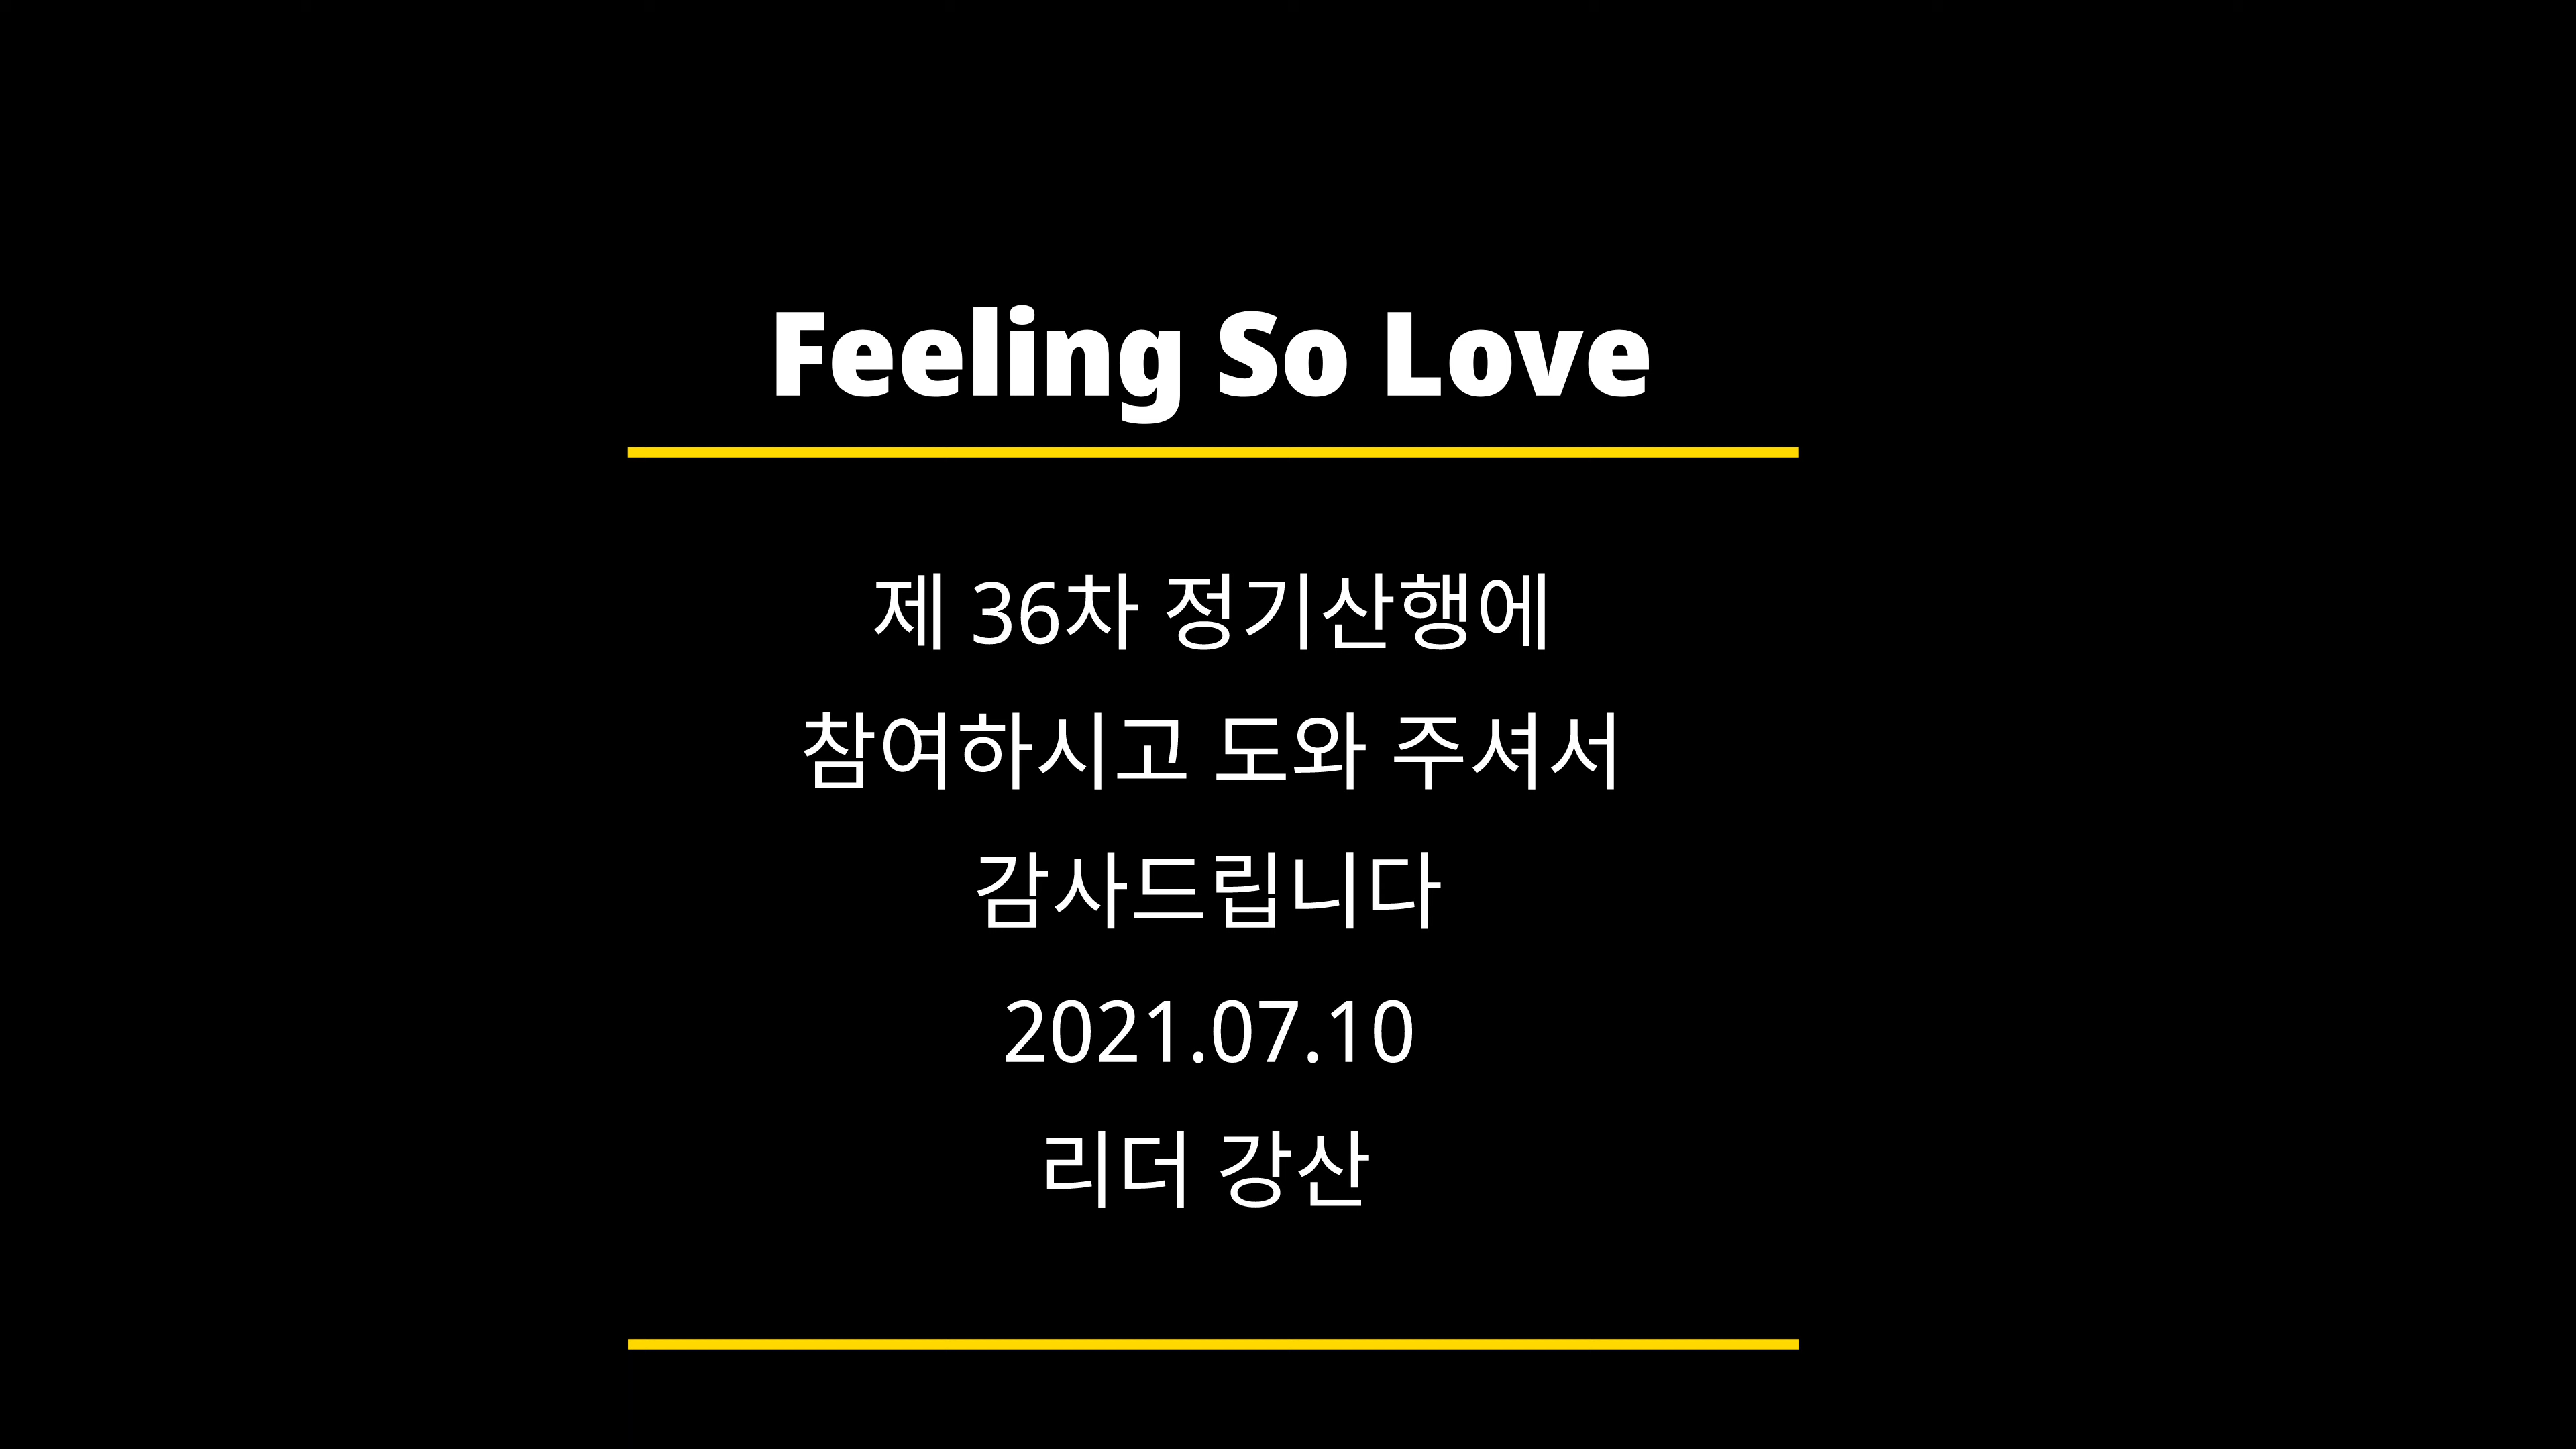 Feeling So Love
제 36차 정기산행에
참여하시고 도와 주셔서
감사드립니다
2021.07.10
리더 강산